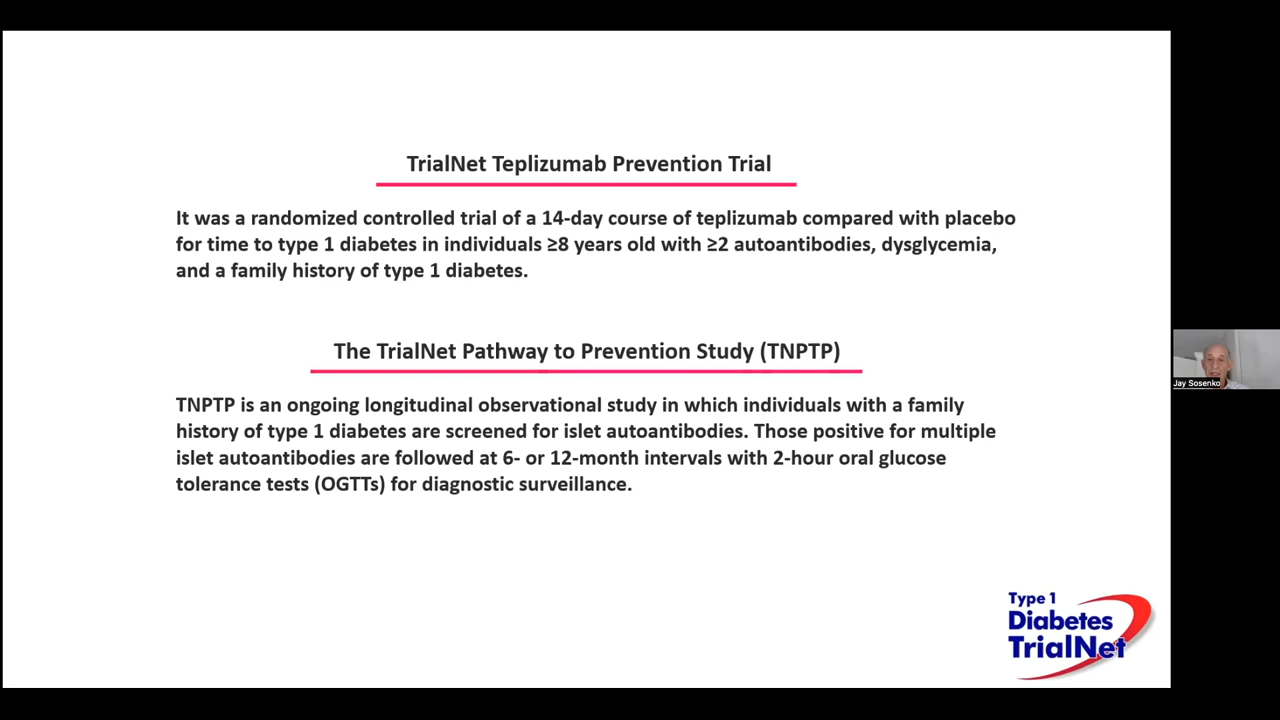 TrialNet Teplizumab Prevention Trial
It was a randomized controlled trial of a 14-day course of teplizumab compared with placebo
for time to type 1 diabetes in individuals ≥8 years old with ≥2 autoantibodies, dysglycemia,
and a family history of type 1 diabetes.
The TrialNet Pathway to Prevention Study (TNPTP)
TNPTP is an ongoing longitudinal observational study in which individuals with a family
history of type 1 diabetes are screened for islet autoantibodies. Those positive for multiple
islet autoantibodies are followed at 6- or 12-month intervals with 2-hour oral glucose
tolerance tests (OGTTs) for diagnostic surveillance.
Jay Sosenko
Type 1
Diabetes
TrialNet